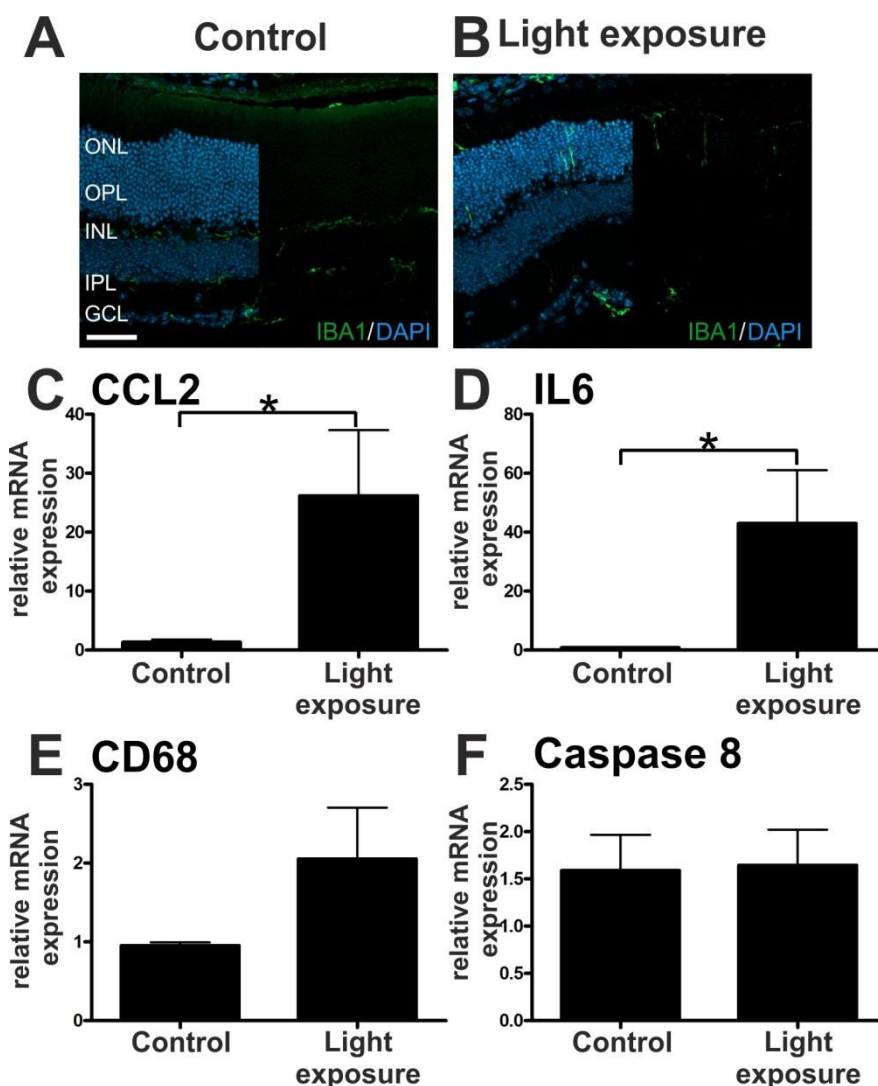 A Control
B Light exposure
ONL
OPL
INL
IPL
GCL
IBA1/DAPI
IBA1/DAPI
C CCL2
relative mRNA
expression
40
30
20
10
0
*
Control
Light
exposure
D IL6
relative mRNA
expression
80
60
40
20
0
*
Control
Light
exposure
E CD68
relative mRNA
expression
3
2
1
0
Control
Light
exposure
F Caspase 8
relative mRNA
expression
2.5
2.0
1.5
1.0
0.5
0.0
Control
Light
exposure